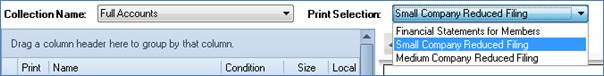 Collection Name: Full Accounts Print Selection: Small Company Reduced Filing
Financial Statements for Members
Drag a column header here to group by that column. Small Company Reduced Filing
Medium Company Reduced Filing
Print Name Condition Size Local